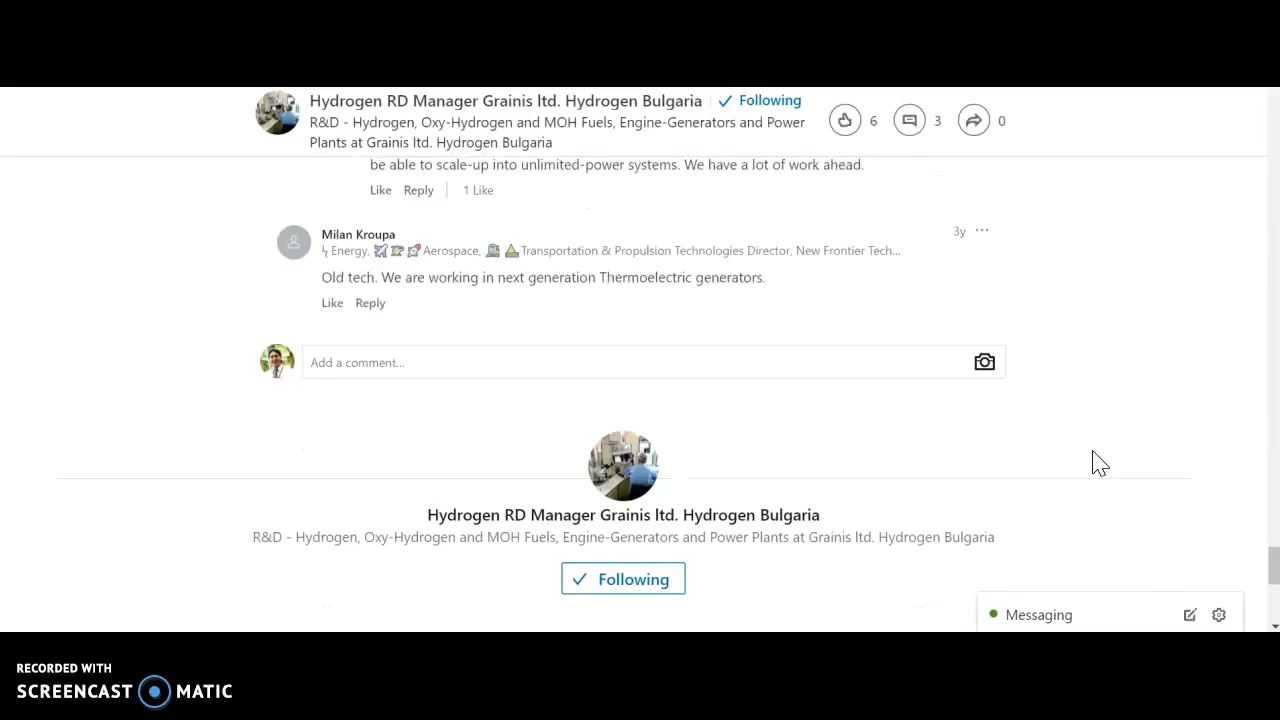 Hydrogen RD Manager Grainis ltd. Hydrogen Bulgaria
Following
R&D - Hydrogen, Oxy-Hydrogen and MOH Fuels, Engine-Generators and Power
Plants at Grainis ltd. Hydrogen Bulgaria
6 3 0
be able to scale-up into unlimited-power systems. We have a lot of work ahead.
Like Reply 1 Like
Milan Kroupa
3y
ϟ Energy, 🛩️🛸🚀Aerospace, 🚊🚢Transportation & Propulsion Technologies Director, New Frontier Tech...
Old tech. We are working in next generation Thermoelectric generators.
Like Reply
Add a comment...
Hydrogen RD Manager Grainis ltd. Hydrogen Bulgaria
R&D - Hydrogen, Oxy-Hydrogen and MOH Fuels, Engine-Generators and Power Plants at Grainis ltd. Hydrogen Bulgaria
Following
Messaging
RECORDED WITH
SCREENCAST MATIC